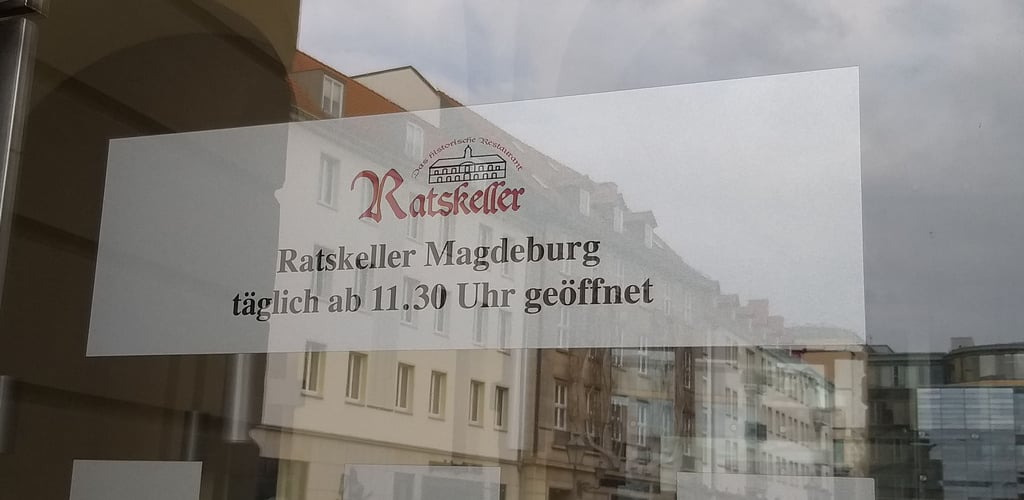 Das historische Restaurant
Ratskeller
Ratskeller Magdeburg
täglich ab 11.30 Uhr geöffnet